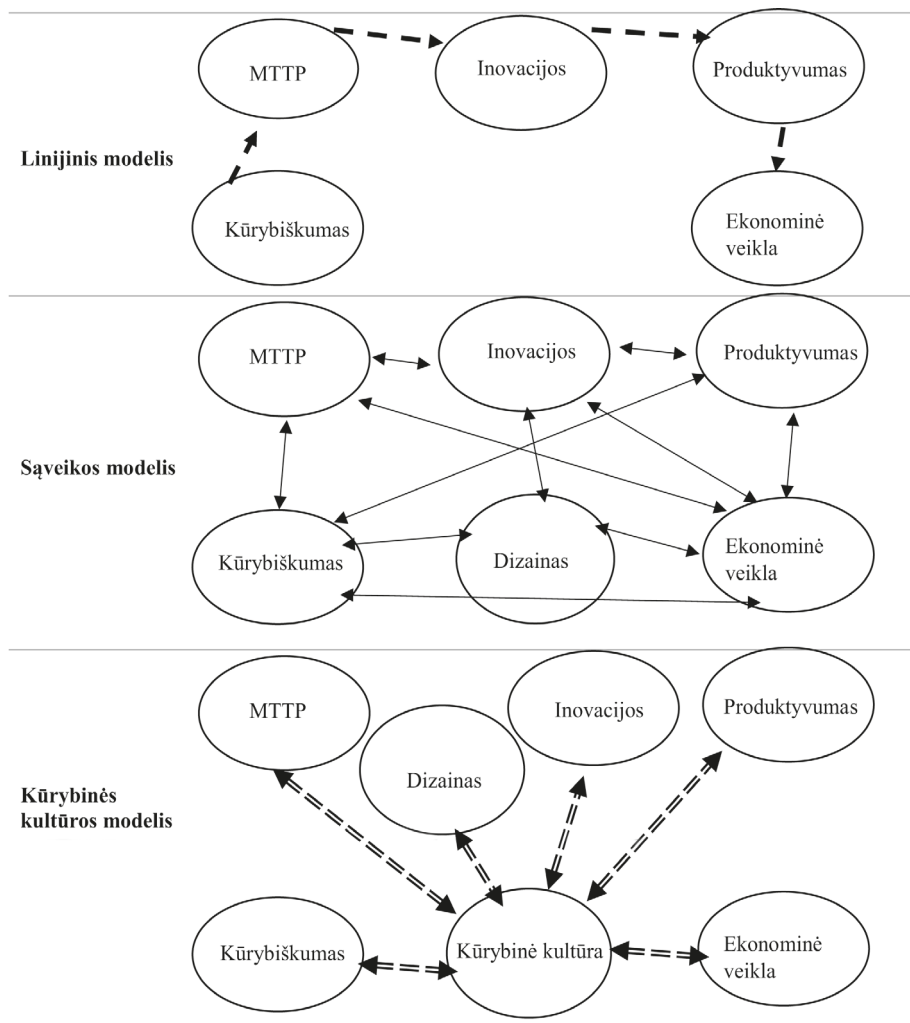 MTTP
Inovacijos
Produktyvumas
Linijinis modelis
Kūrybiškumas
Ekonominė
veikla
MTTP
Inovacijos
Produktyvumas
Sąveikos modelis
Kūrybiškumas
Dizainas
Ekonominė
veikla
MTTP
Dizainas
Inovacijos
Produktyvumas
Kūrybinės
kultūros modelis
Kūrybiškumas
Kūrybinė kultūra
Ekonominė
veikla